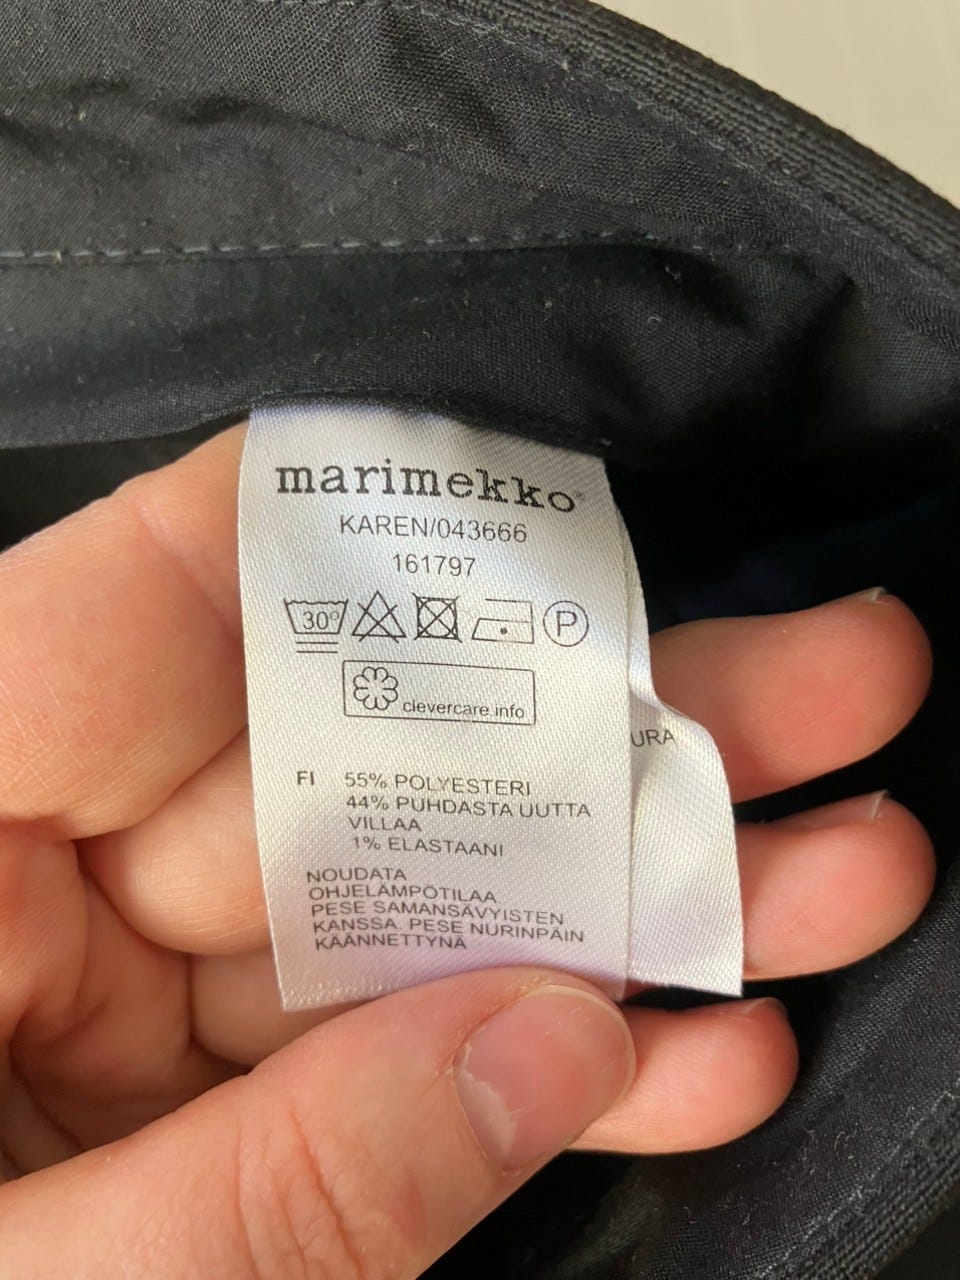 marimekko®
KAREN/043666
161797
30º P
clevercare.info
FI 55% POLYESTERI
44% PUHDASTA UUTTA
VILLAA
1% ELASTAANI
NOUDATA
OHJELÄMPÖTILAA
PESE SAMANSÄVYISTEN
KANSSA. PESE NURINPÄIN
KÄÄNNETTYNÄ
URA